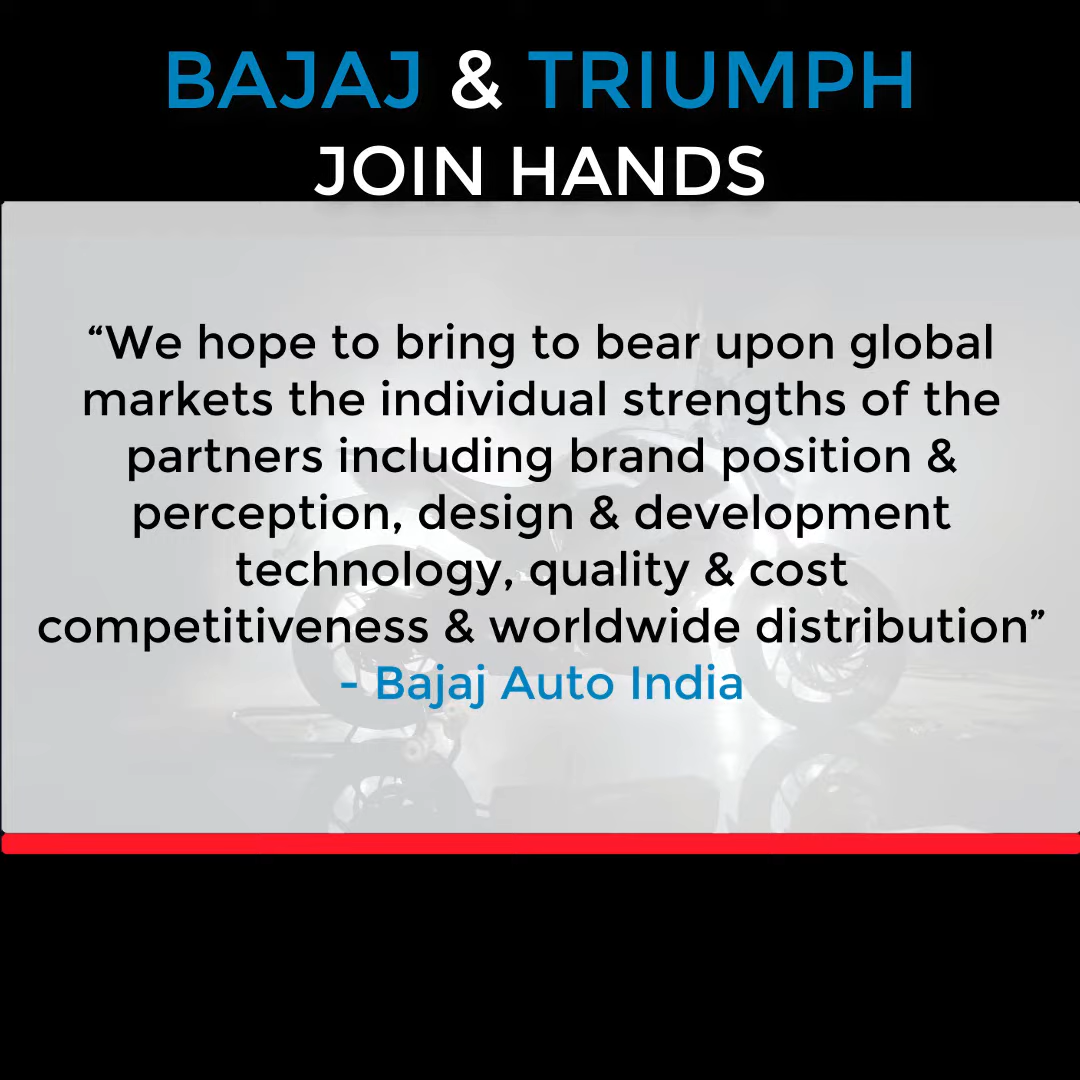 BAJAJ & TRIUMPH
JOIN HANDS
“We hope to bring to bear upon global
markets the individual strengths of the
partners including brand position &
perception, design & development
technology, quality & cost
competitiveness & worldwide distribution”
- Bajaj Auto India